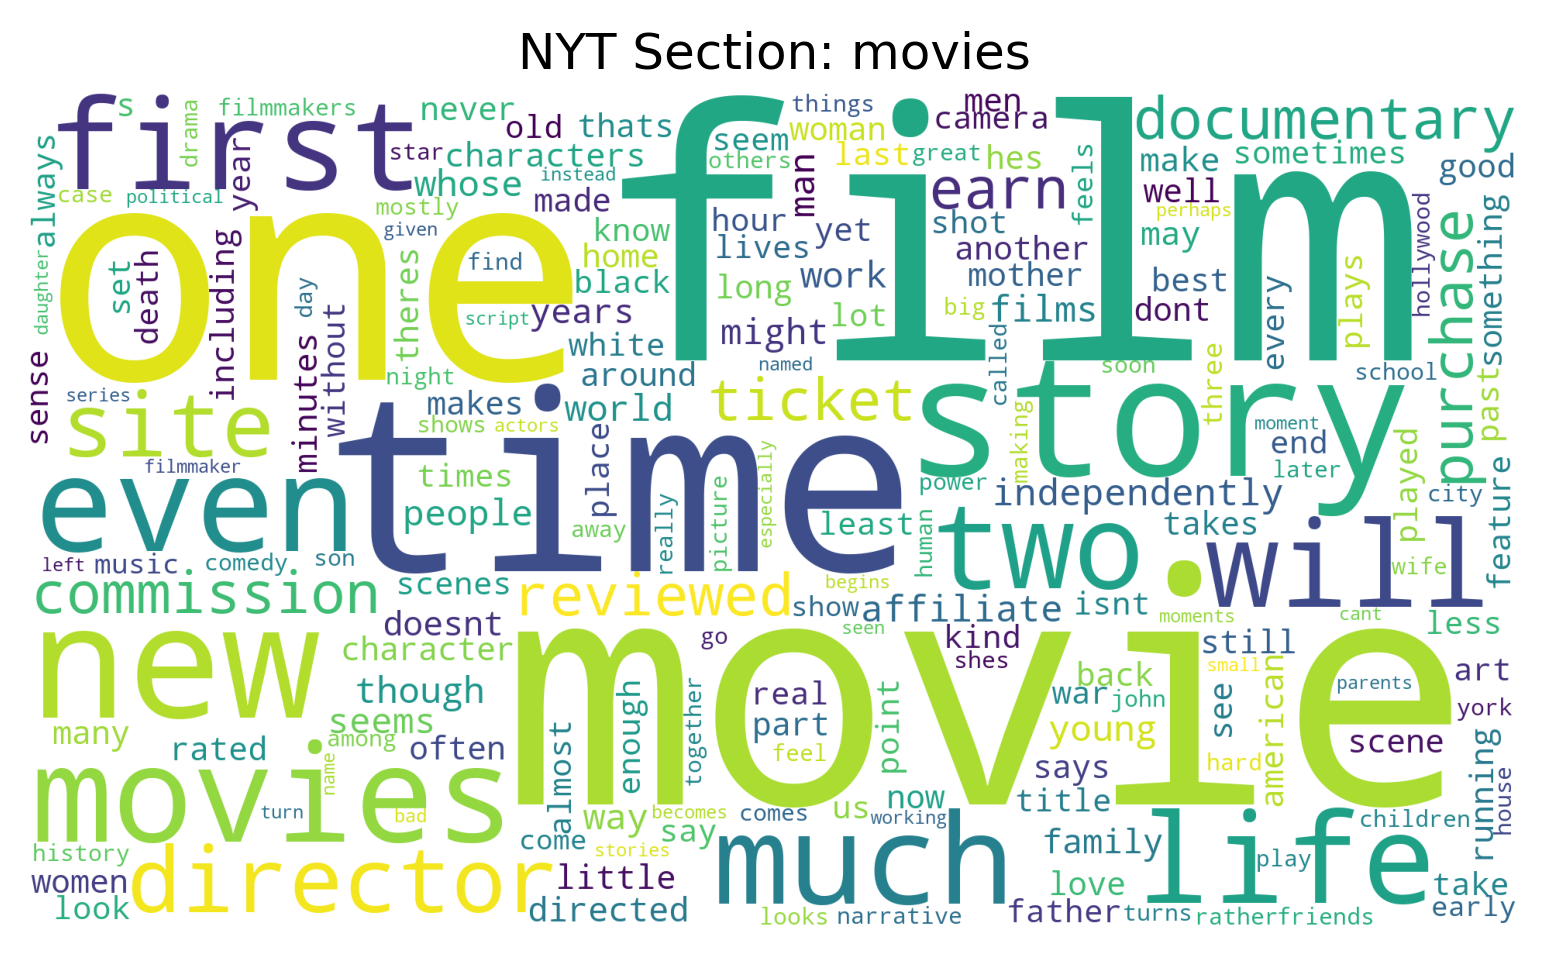 NYT Section: movies
first
film
one
s
drama
filmmakers
never
old
thats
things
men
camera
documentary
seem
woman
others
last
great
hes
feels
make
sometimes
good
star
characters
instead
whose
made
man
earn
well
perhaps
always
case
political
year
mostly
given
know
hour
shot
yet
lives
another
may
hollywood
something
purchase
daughter
set
death
including
day
theres
find
home
black
long
work
mother
best
every
plays
script
years
might
lot
big
films
dont
sense
series
minutes
without
night
white
around
world
named
called
soon
three
school
past
site
makes
shows
actors
ticket
story
making
moment
end
later
filmmaker
time
times
place
especially
power
independently
played
city
feature
even
people
away
really
picture
least
human
two
takes
will
wife
left
music
comedy
son
commission
scenes
reviewed
begins
show
affiliate
isnt
moments
cant
less
new
doesnt
character
go
seen
kind
shes
still
small
movie
though
seems
many
rated
among
often
enough
together
real
part
feel
point
back
war
john
young
see
american
parents
art
york
scene
movies
name
turn
bad
almost
way
becomes
say
comes
us
now
working
says
title
hard
running
house
history
women
look
director
come
stories
little
directed
much
looks
narrative
family
love
father
turns
life
play
children
rather
friends
take
early